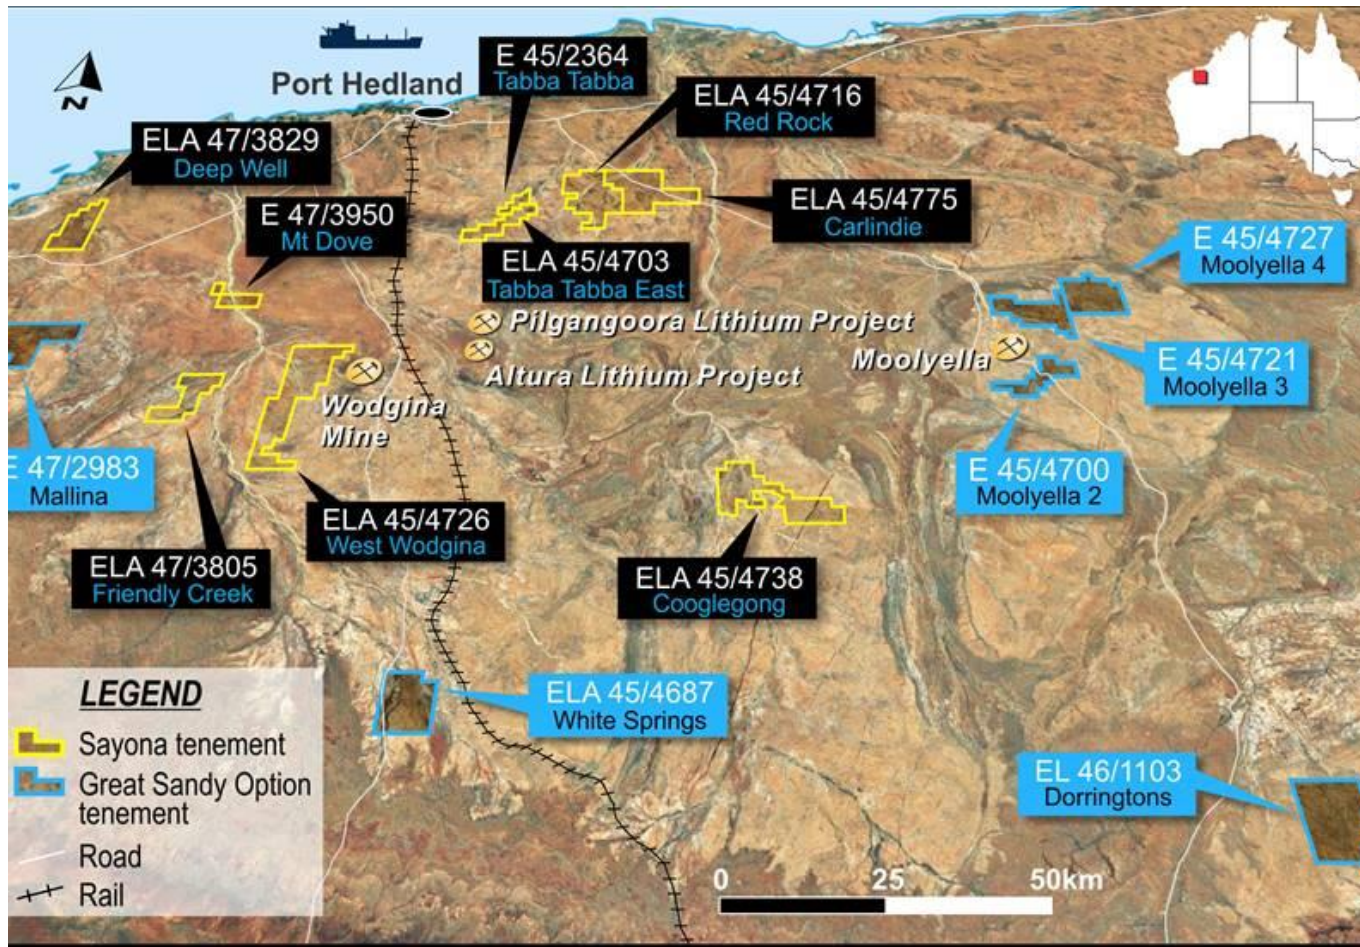 Port Hedland
N
E 45/2364
Tabba Tabba
ELA 45/4716
Red Rock
ELA 47/3829
Deep Well
E 47/3950
Mt Dove
ELA 45/4775
Carlindie
ELA 45/4703
Tabba Tabba East
E 45/4727
Moolyella 4
Pilgangoora Lithium Project
Altura Lithium Project
Moolyella
E 45/4721
Moolyella 3
Wodgina
Mine
E 47/2983
Mallina
E 45/4700
Moolyella 2
ELA 45/4726
West Wodgina
ELA 47/3805
Friendly Creek
ELA 45/4738
Cooglegong
ELA 45/4687
White Springs
EL 46/1103
Dorringtons
LEGEND
Sayona tenement
Great Sandy Option
tenement
Road
Rail
0 25 50km